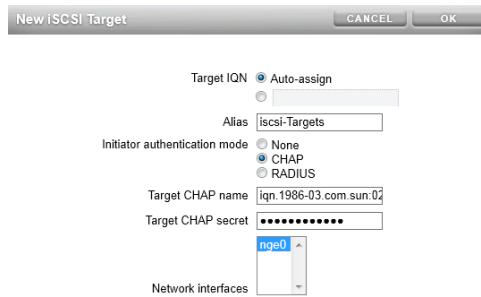 New iSCSI Target
CANCEL
OK
Target IQN
Auto-assign
Alias
iscsi-Targets
Initiator authentication mode
None
CHAP
RADIUS
Target CHAP name
iqn.1986-03.com.sun:02
Target CHAP secret
••••••••••••
nge0
Network interfaces